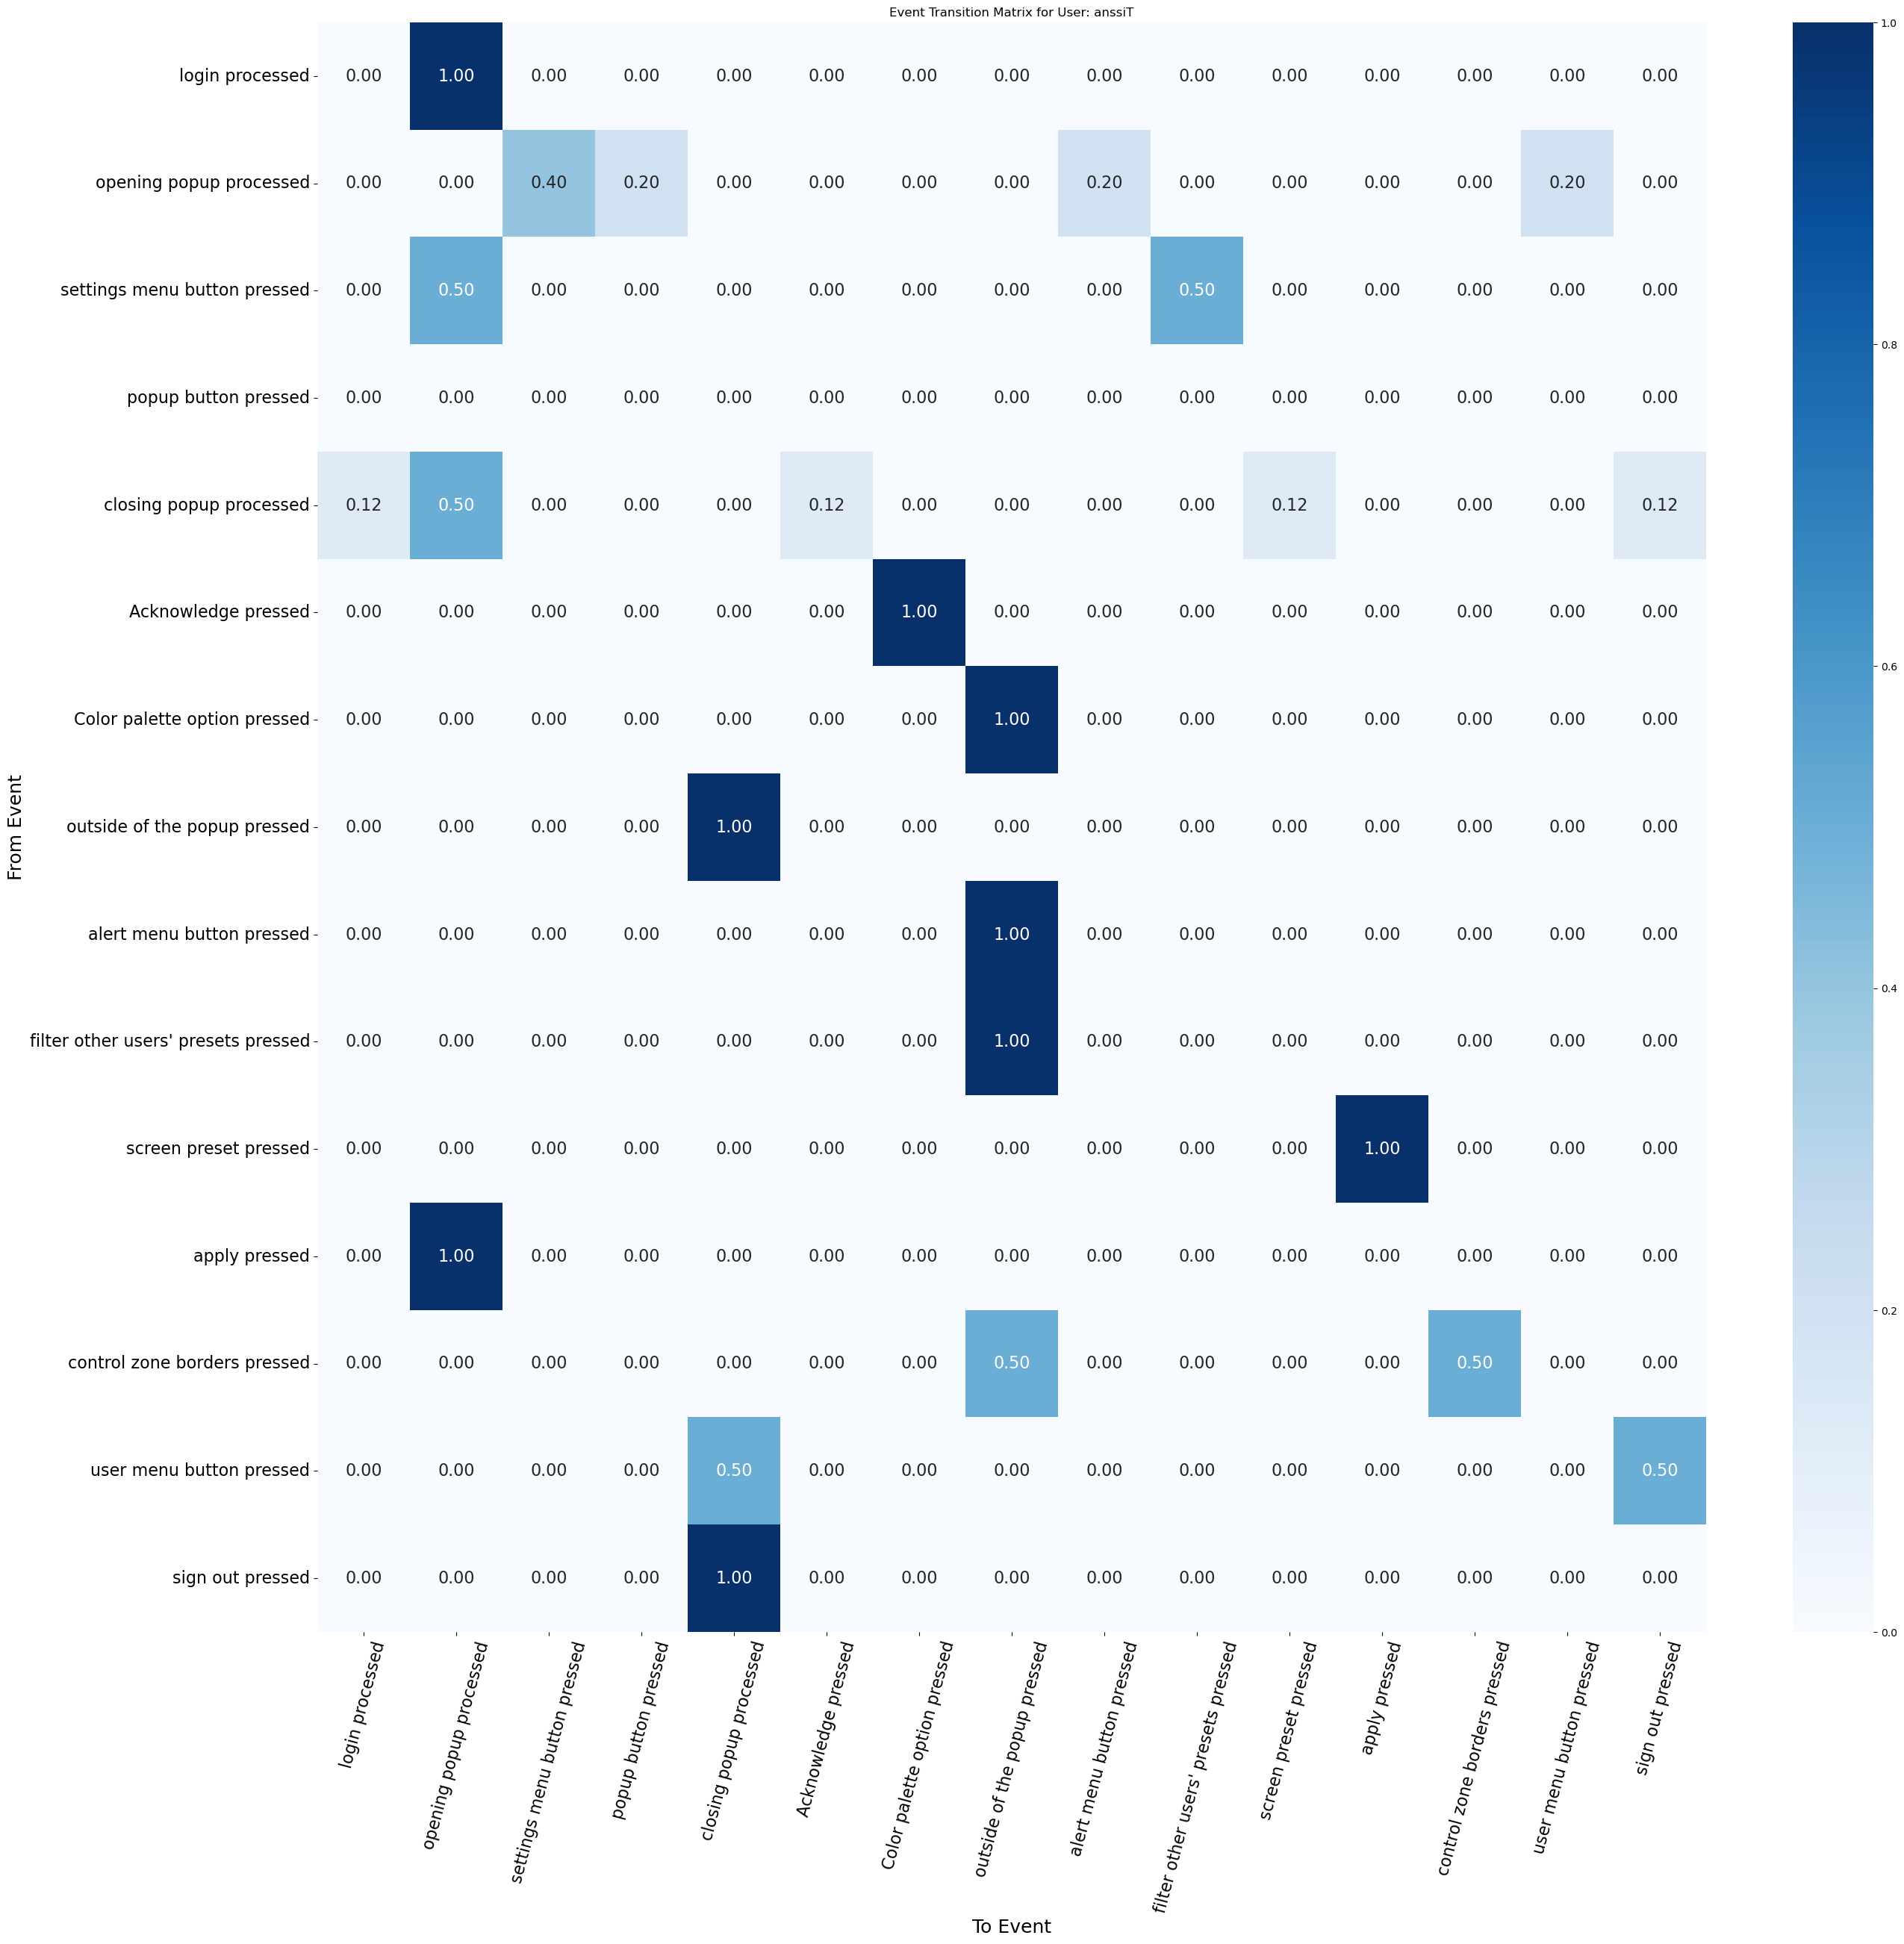 Event Transition Matrix for User: anssiT
login processed 0.00 1.00 0.00 0.00 0.00 0.00 0.00 0.00 0.00 0.00 0.00 0.00 0.00 0.00 0.00
opening popup processed 0.00 0.00 0.40 0.20 0.00 0.00 0.00 0.00 0.20 0.00 0.00 0.00 0.00 0.20 0.00
settings menu button pressed 0.00 0.50 0.00 0.00 0.00 0.00 0.00 0.00 0.00 0.50 0.00 0.00 0.00 0.00 0.00
popup button pressed 0.00 0.00 0.00 0.00 0.00 0.00 0.00 0.00 0.00 0.00 0.00 0.00 0.00 0.00 0.00
closing popup processed 0.12 0.50 0.00 0.00 0.00 0.12 0.00 0.00 0.00 0.00 0.12 0.00 0.00 0.00 0.12
Acknowledge pressed 0.00 0.00 0.00 0.00 0.00 0.00 1.00 0.00 0.00 0.00 0.00 0.00 0.00 0.00 0.00
Color palette option pressed 0.00 0.00 0.00 0.00 0.00 0.00 0.00 1.00 0.00 0.00 0.00 0.00 0.00 0.00 0.00
outside of the popup pressed 0.00 0.00 0.00 0.00 1.00 0.00 0.00 0.00 0.00 0.00 0.00 0.00 0.00 0.00 0.00
alert menu button pressed 0.00 0.00 0.00 0.00 0.00 0.00 0.00 1.00 0.00 0.00 0.00 0.00 0.00 0.00 0.00
filter other users' presets pressed 0.00 0.00 0.00 0.00 0.00 0.00 0.00 1.00 0.00 0.00 0.00 0.00 0.00 0.00 0.00
screen preset pressed 0.00 0.00 0.00 0.00 0.00 0.00 0.00 0.00 0.00 0.00 0.00 1.00 0.00 0.00 0.00
apply pressed 0.00 1.00 0.00 0.00 0.00 0.00 0.00 0.00 0.00 0.00 0.00 0.00 0.00 0.00 0.00
control zone borders pressed 0.00 0.00 0.00 0.00 0.00 0.00 0.00 0.50 0.00 0.00 0.00 0.00 0.50 0.00 0.00
user menu button pressed 0.00 0.00 0.00 0.00 0.50 0.00 0.00 0.00 0.00 0.00 0.00 0.00 0.00 0.00 0.50
sign out pressed 0.00 0.00 0.00 0.00 1.00 0.00 0.00 0.00 0.00 0.00 0.00 0.00 0.00 0.00 0.00
From Event
login processed
opening popup processed
settings menu button pressed
popup button pressed
closing popup processed
Acknowledge pressed
Color palette option pressed
outside of the popup pressed
alert menu button pressed
filter other users' presets pressed
screen preset pressed
apply pressed
control zone borders pressed
user menu button pressed
sign out pressed
To Event
1.0
0.8
0.6
0.4
0.2
0.0